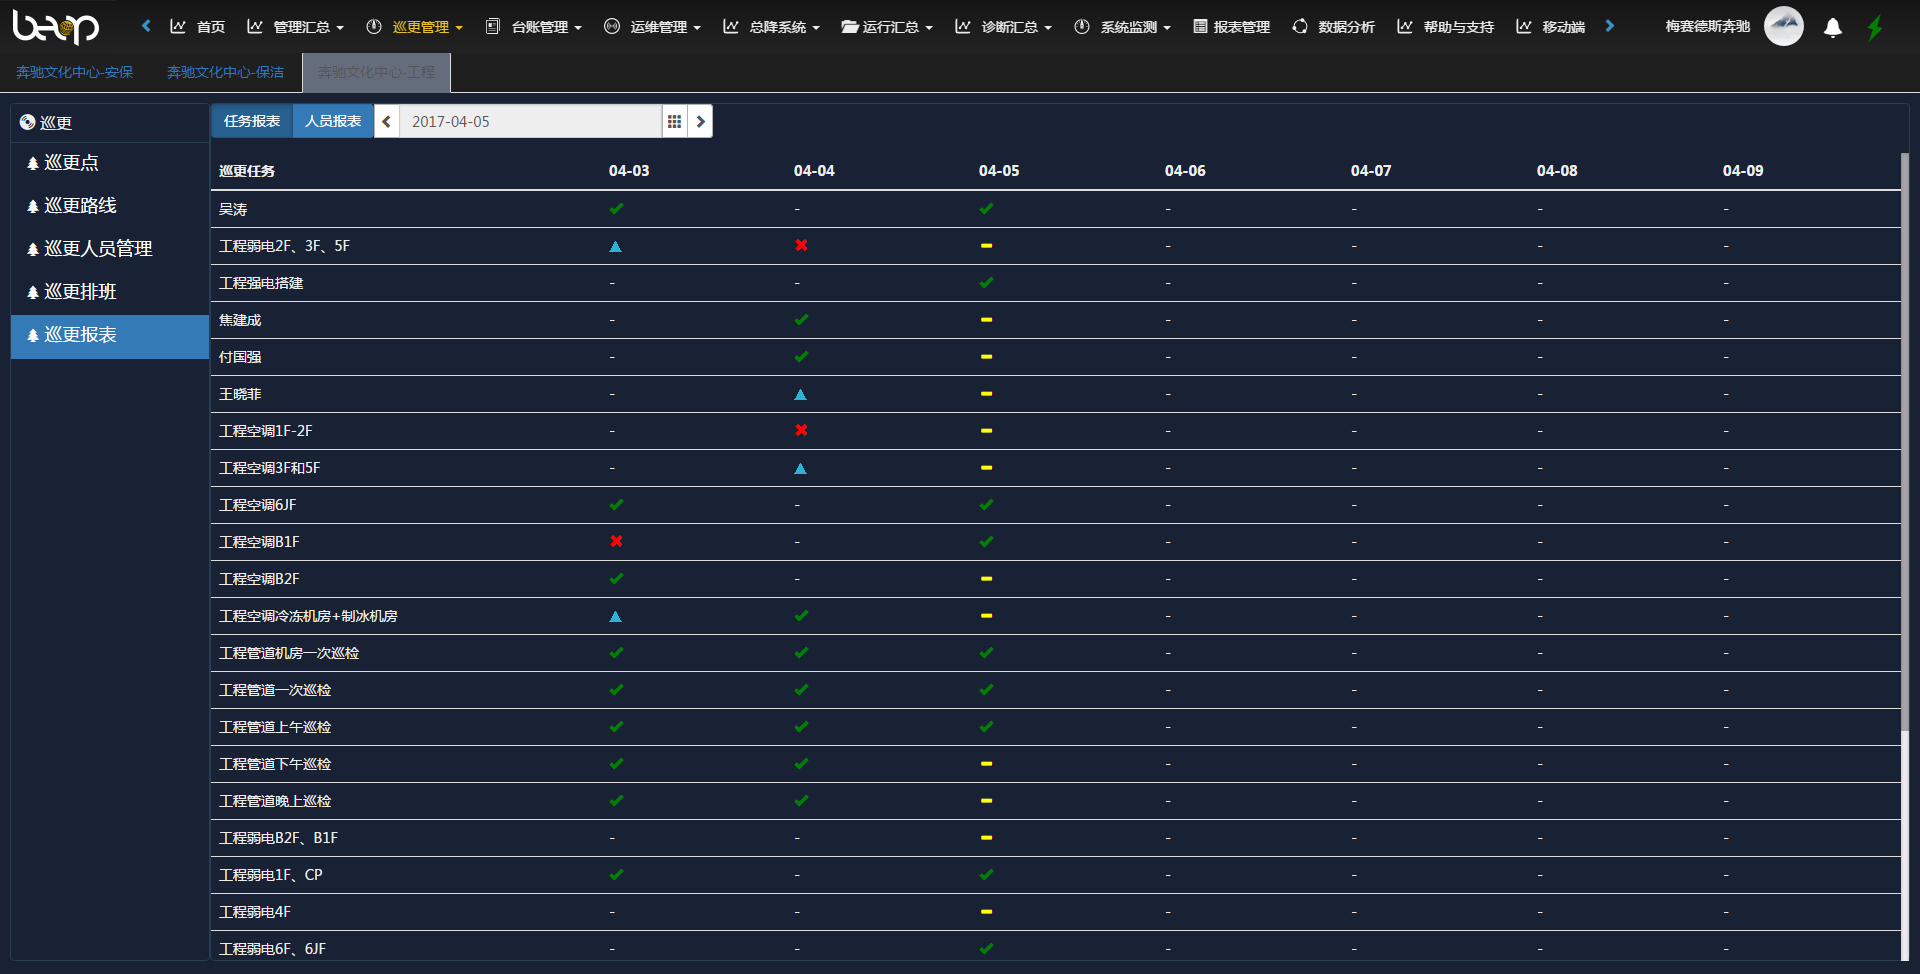 beop 首页 管理汇总 巡更管理 台账管理 运维管理 总降系统 运行汇总 诊断汇总 系统监测 报表管理 数据分析 帮助与支持 移动端 梅赛德斯奔驰
奔驰文化中心-安保 奔驰文化中心-保洁 奔驰文化中心-工程
巡更
巡更点
巡更路线
巡更人员管理
巡更排班
巡更报表
任务报表 人员报表 2017-04-05
巡更任务 04-03 04-04 04-05 04-06 04-07 04-08 04-09
吴涛 - - - - -
工程弱电2F、3F、5F - - - -
工程强电搭建 - - - - - -
焦建成 - - - - -
付国强 - - - - -
王晓菲 - - - - -
工程空调1F-2F - - - - -
工程空调3F和5F - - - - -
工程空调6JF - - - - -
工程空调B1F - - - - -
工程空调B2F - - - - -
工程空调冷冻机房+制冰机房 - - - -
工程管道机房一次巡检 - - - -
工程管道一次巡检 - - - -
工程管道上午巡检 - - - -
工程管道下午巡检 - - - -
工程管道晚上巡检 - - - -
工程弱电B2F、B1F - - - - - -
工程弱电1F、CP - - - - -
工程弱电4F - - - - - -
工程弱电6F、6JF - - - - - -